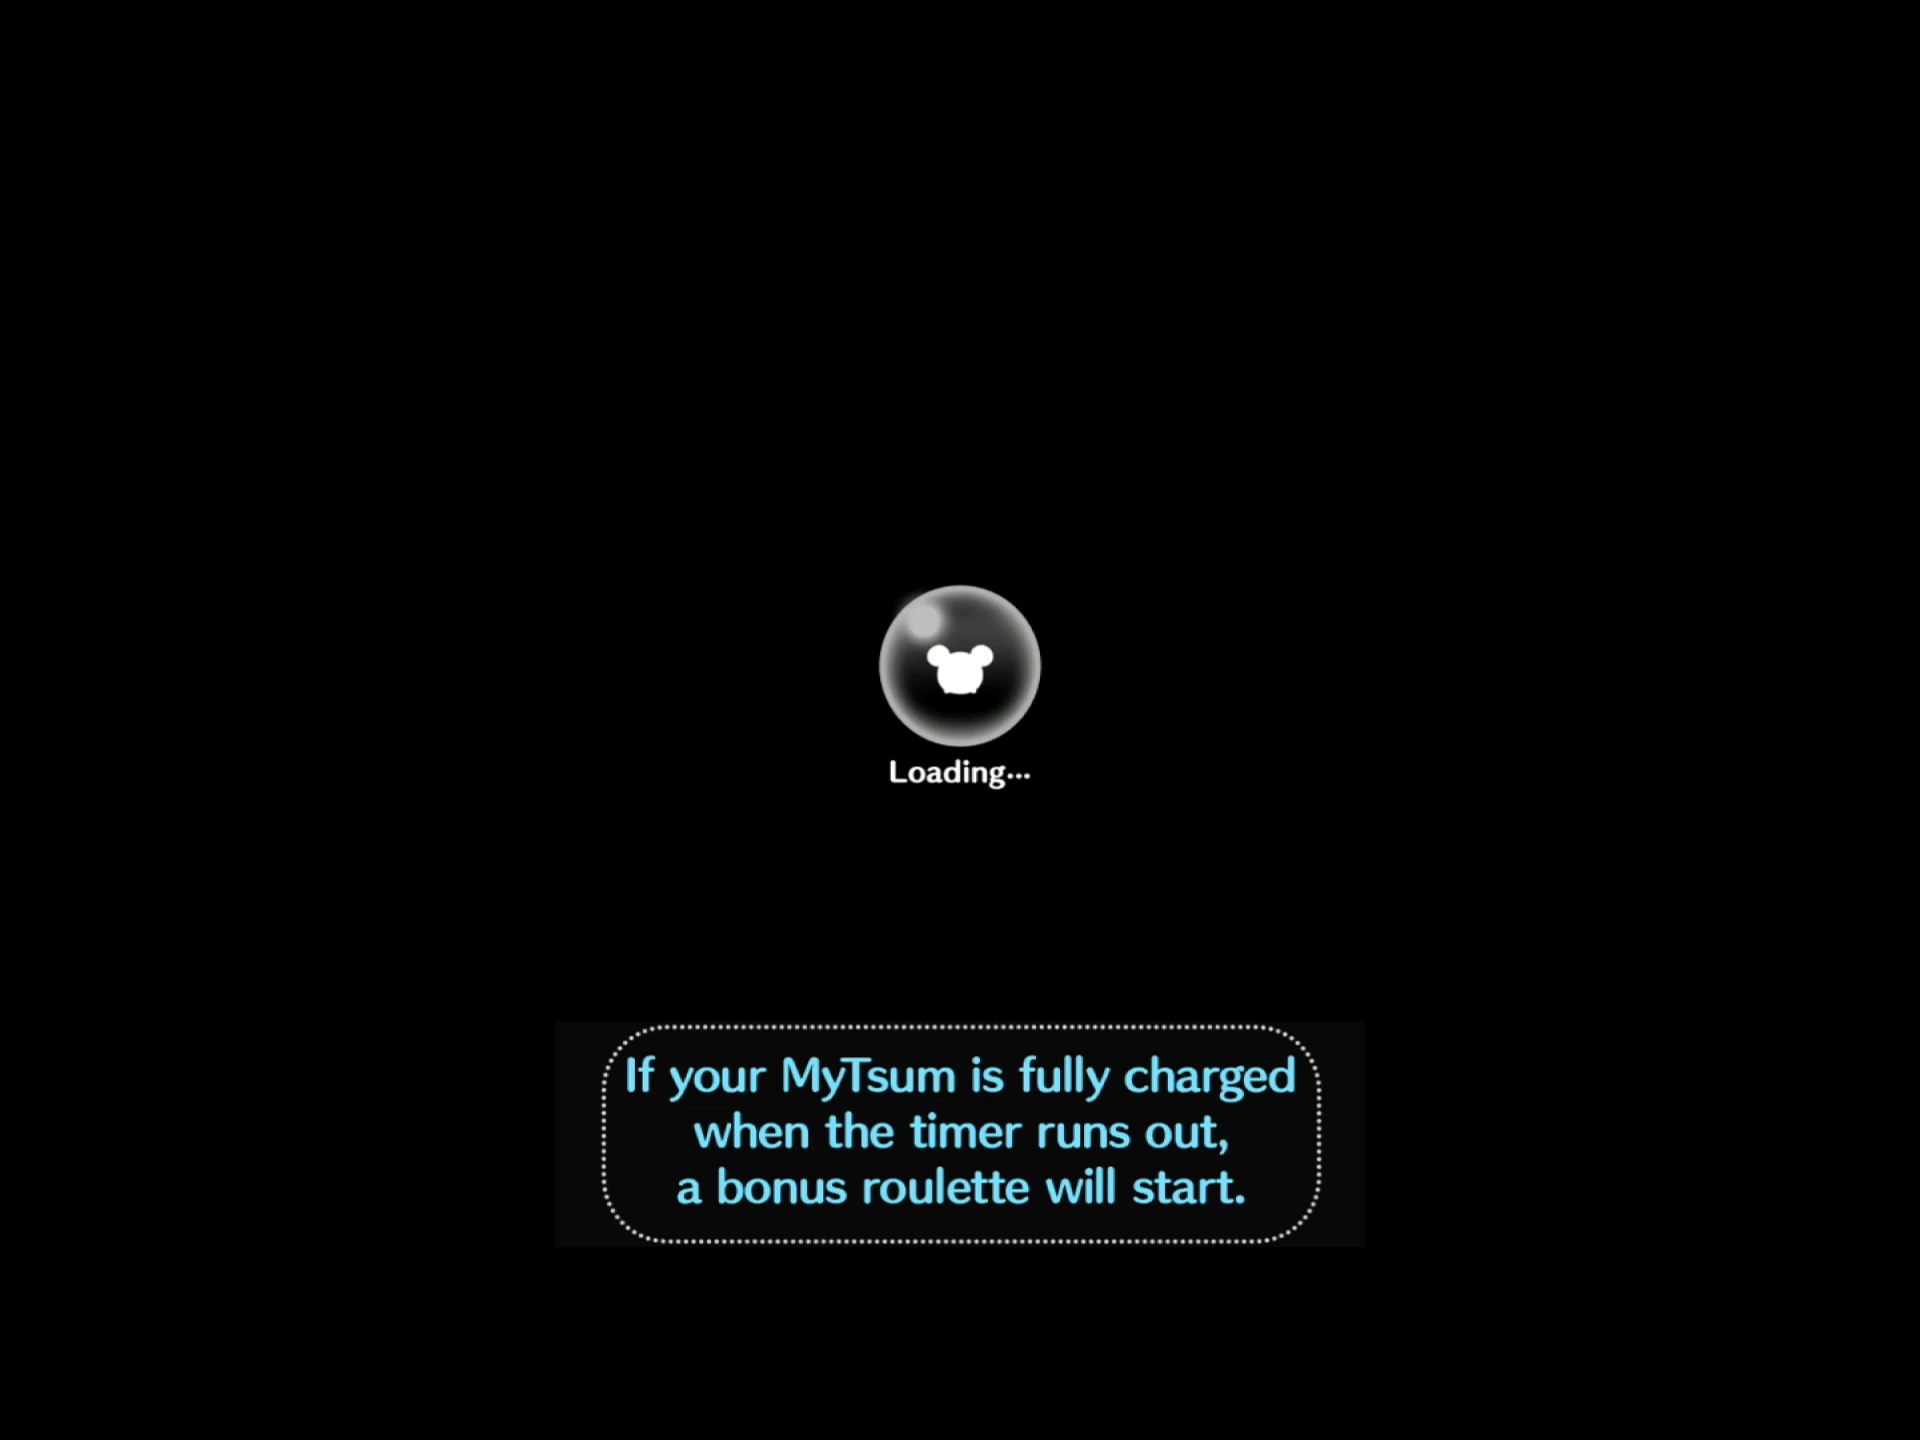 Loading···
If your MyTsum is fully charged
when the timer runs out,
a bonus roulette will start.